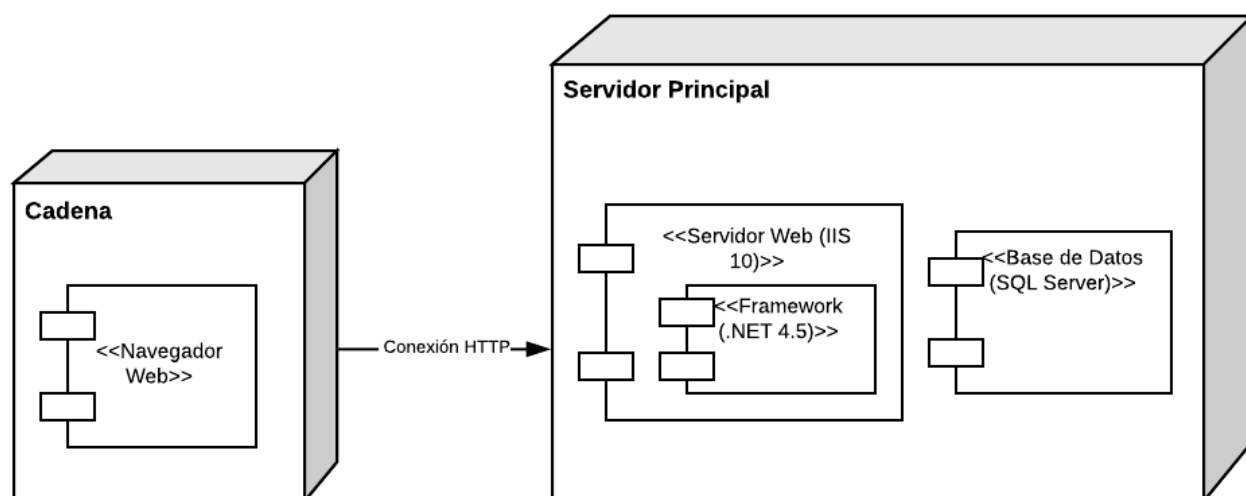 Servidor Principal
Cadena
<<Servidor Web (IIS
10)>>
<<Base de Datos
(SQL Server)>>
<<Framework
(.NET 4.5)>>
<<Navegador
Web>>
Conexión HTTP